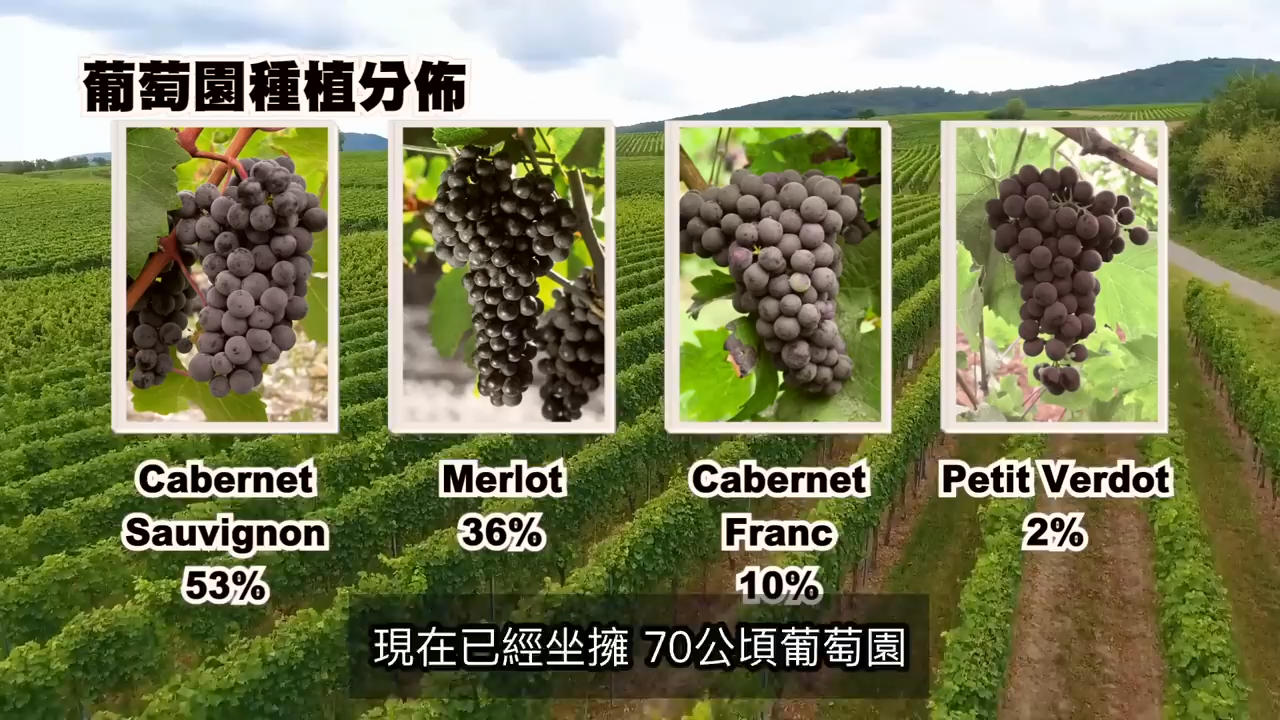 葡萄園種植分佈
Cabernet
Sauvignon
53%
Merlot
36%
Cabernet
Franc
10%
Petit Verdot
2%
現在已經坐擁 70公頃葡萄園